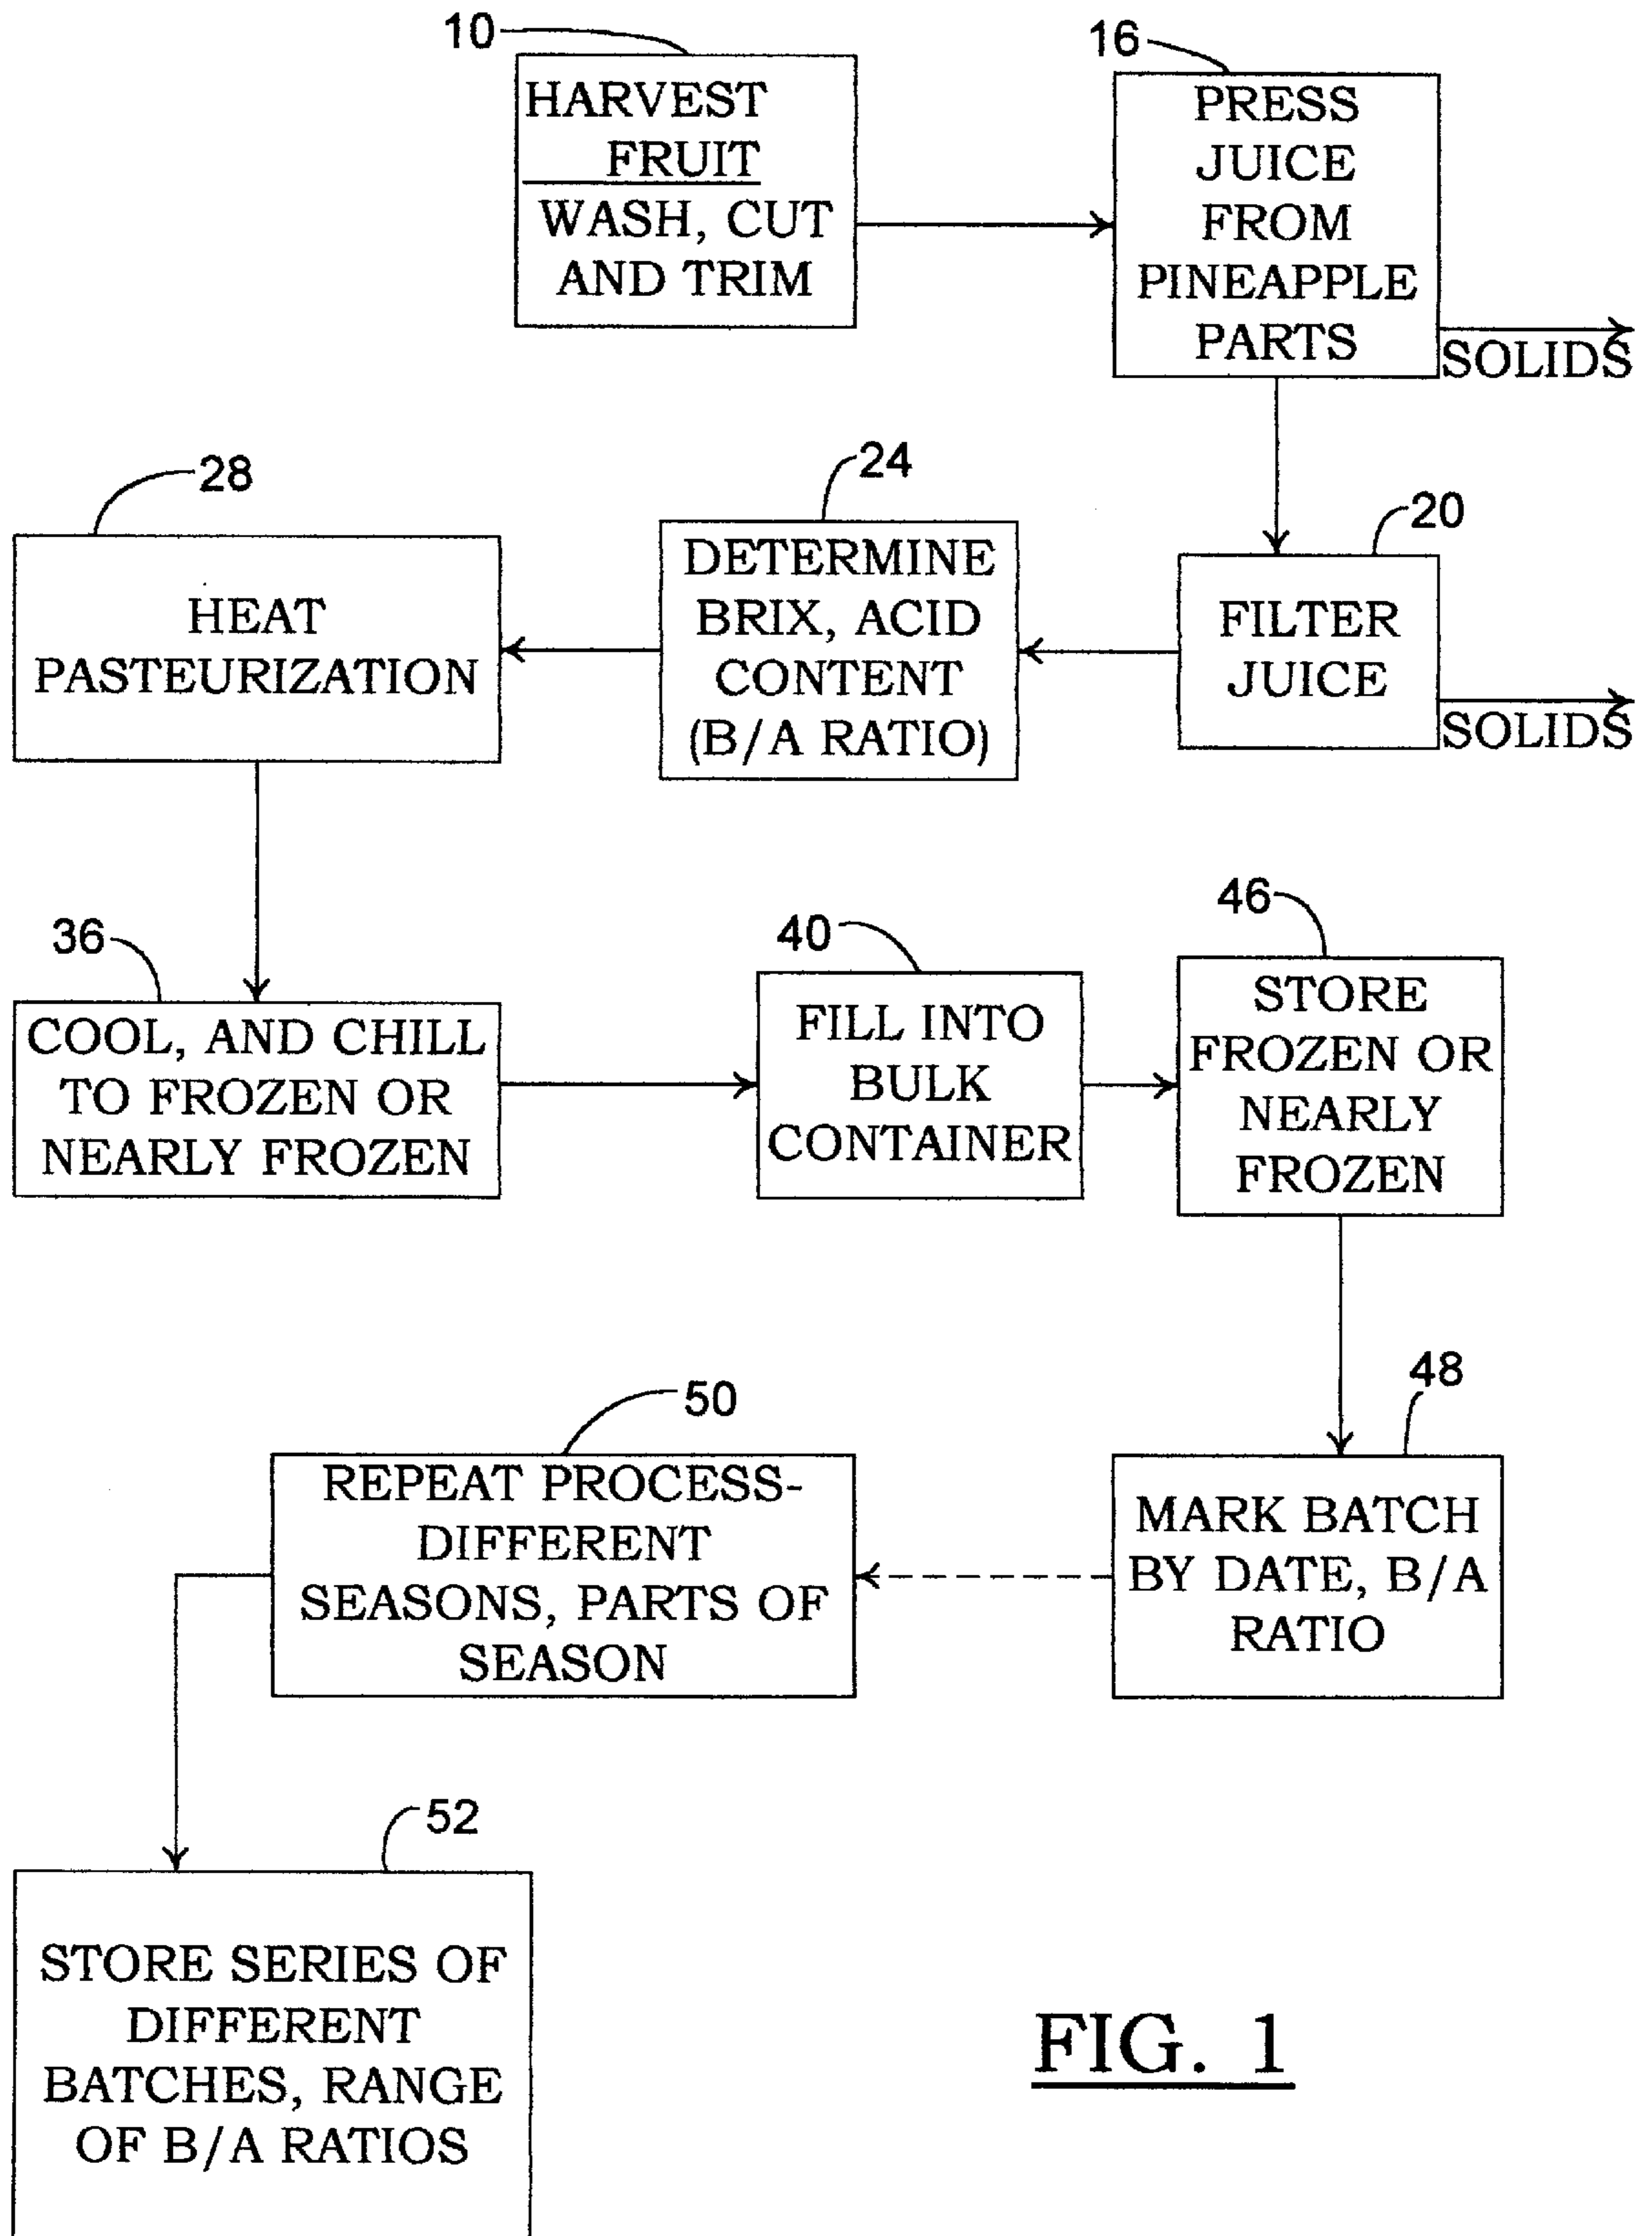 10
HARVEST
FRUIT
WASH, CUT
AND TRIM
16
PRESS
JUICE
FROM
PINEAPPLE
PARTS
SOLIDS
28
HEAT
PASTEURIZATION
24
DETERMINE
BRIX, ACID
CONTENT
(B/A RATIO)
20
FILTER
JUICE
SOLIDS
36
COOL, AND CHILL
TO FROZEN OR
NEARLY FROZEN
40
FILL INTO
BULK
CONTAINER
46
STORE
FROZEN OR
NEARLY
FROZEN
50
REPEAT PROCESS-
DIFFERENT
SEASONS, PARTS OF
SEASON
48
MARK BATCH
BY DATE, B/A
RATIO
52
STORE SERIES OF
DIFFERENT
BATCHES, RANGE
OF B/A RATIOS
FIG. 1